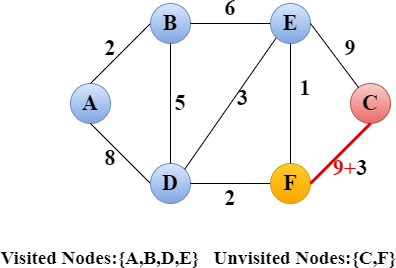 6
B
E
2
9
5
3
1
A
C
8
9+3
D
F
2
Visited Nodes:{A,B,D,E} Unvisited Nodes:{C,F}